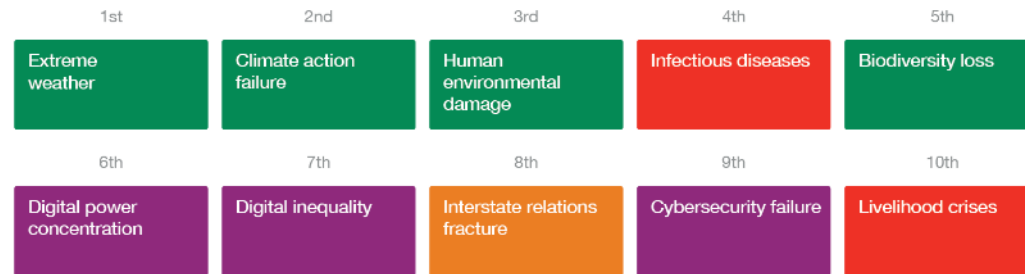 1st
2nd
3rd
4th
5th
Extreme
weather
Climate action
failure
Human
environmental
damage
Infectious diseases
Biodiversity loss
6th
7th
8th
9th
10th
Digital power
concentration
Digital inequality
Interstate relations
fracture
Cybersecurity failure
Livelihood crises